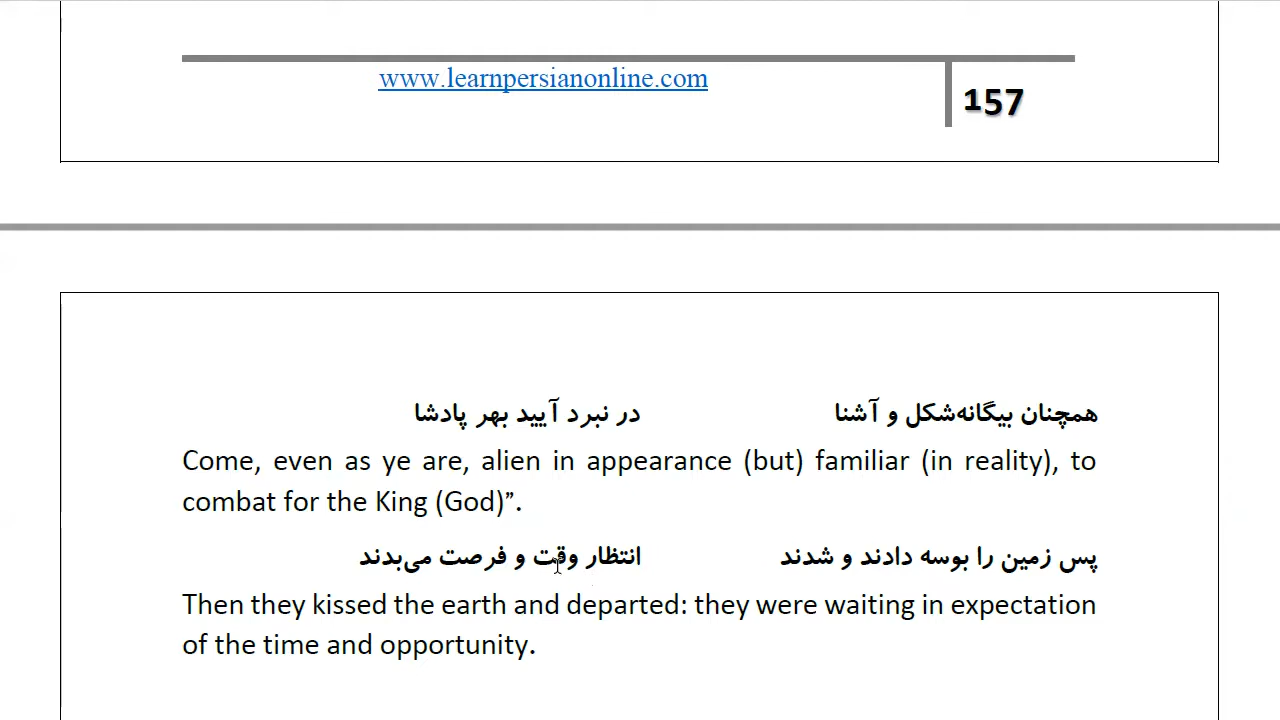 www.learnpersianonline.com
157
همچنان بیگانه‌شکل و آشنا در نبرد آیید بهر پادشا
Come, even as ye are, alien in appearance (but) familiar (in reality), to
combat for the King (God)”.
پس زمین را بوسه دادند و شدند انتظار وقت و فرصت می‌بدند
Then they kissed the earth and departed: they were waiting in expectation
of the time and opportunity.